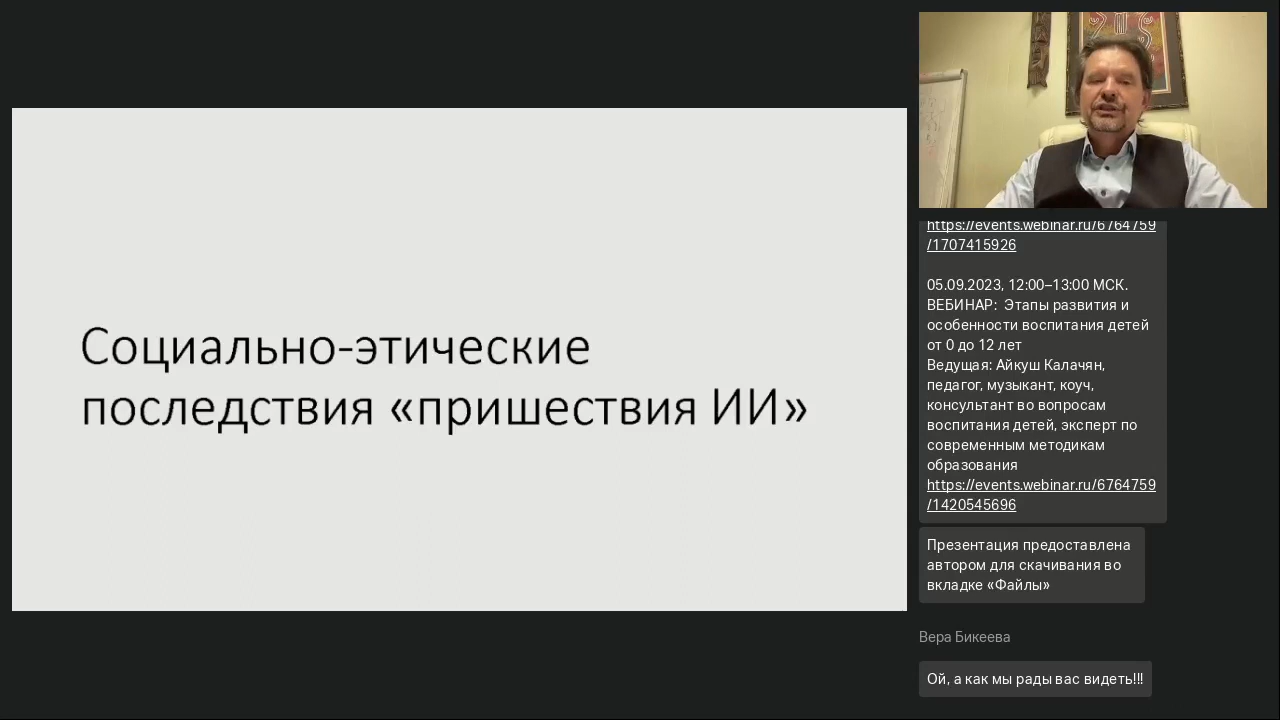 Социально-этические
последствия «пришествия ИИ»
https://events.webinar.ru/6764759
/1707415926
05.09.2023, 12:00–13:00 МСК.
ВЕБИНАР: Этапы развития и
особенности воспитания детей
от 0 до 12 лет
Ведущая: Айкуш Калачян,
педагог, музыкант, коуч,
консультант во вопросам
воспитания детей, эксперт по
современным методикам
образования
https://events.webinar.ru/6764759
/1420545696
Презентация предоставлена
автором для скачивания во
вкладке «Файлы»
Вера Бикеева
Ой, а как мы рады вас видеть!!!